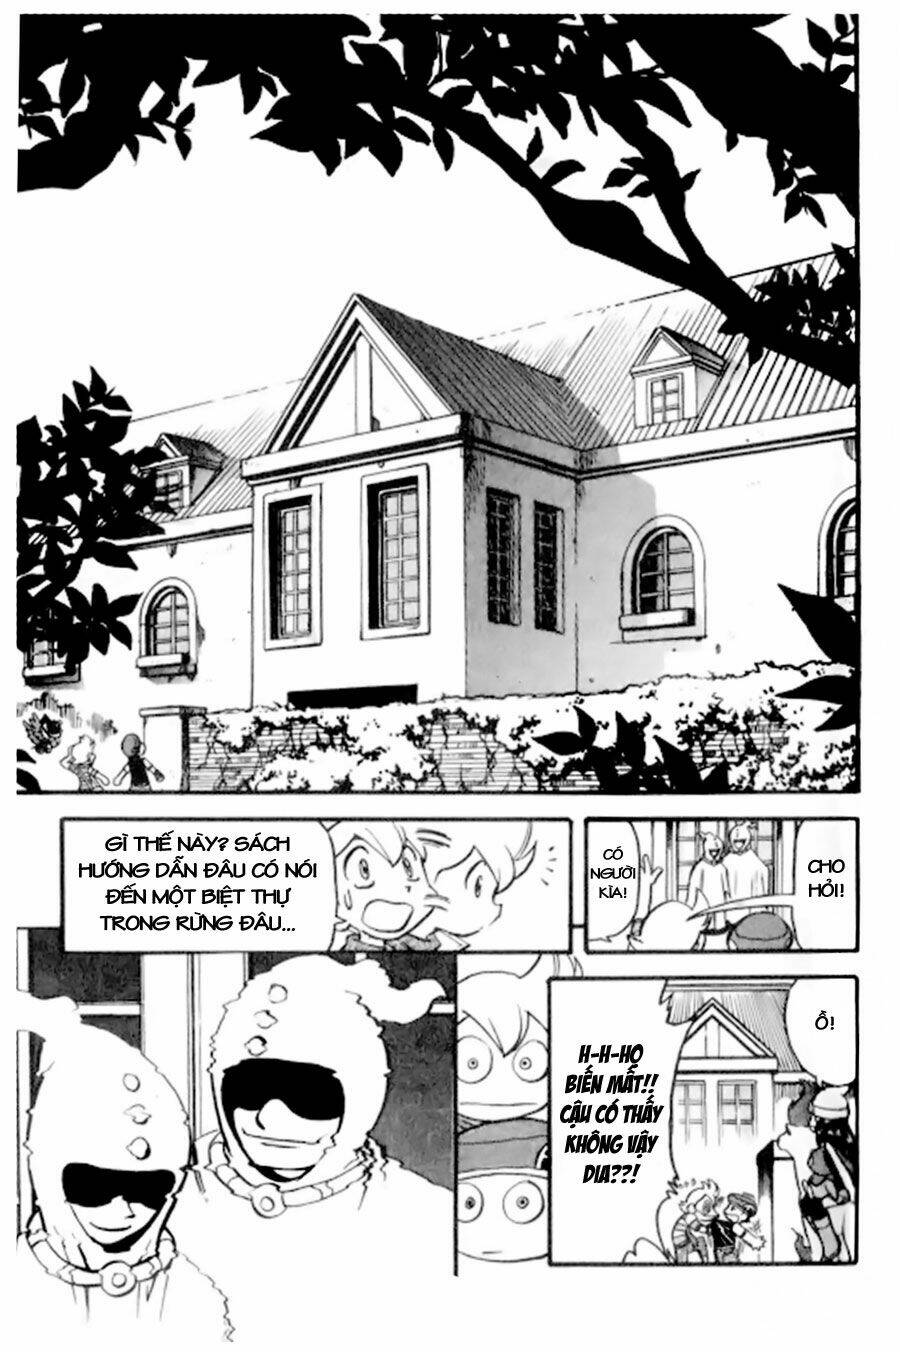 GÌ THẾ NÀY? SÁCH
HƯỚNG DẪN ĐÂU CÓ NÓI
ĐẾN MỘT BIỆT THỰ
TRONG RỪNG ĐÂU...
CÓ
NGƯỜI
KÌA!
CHO
HỎI!
Ồ!
H-H-HỌ
BIẾN MẤT!!
CẬU CÓ THẤY
KHÔNG VẬY
DIA??!